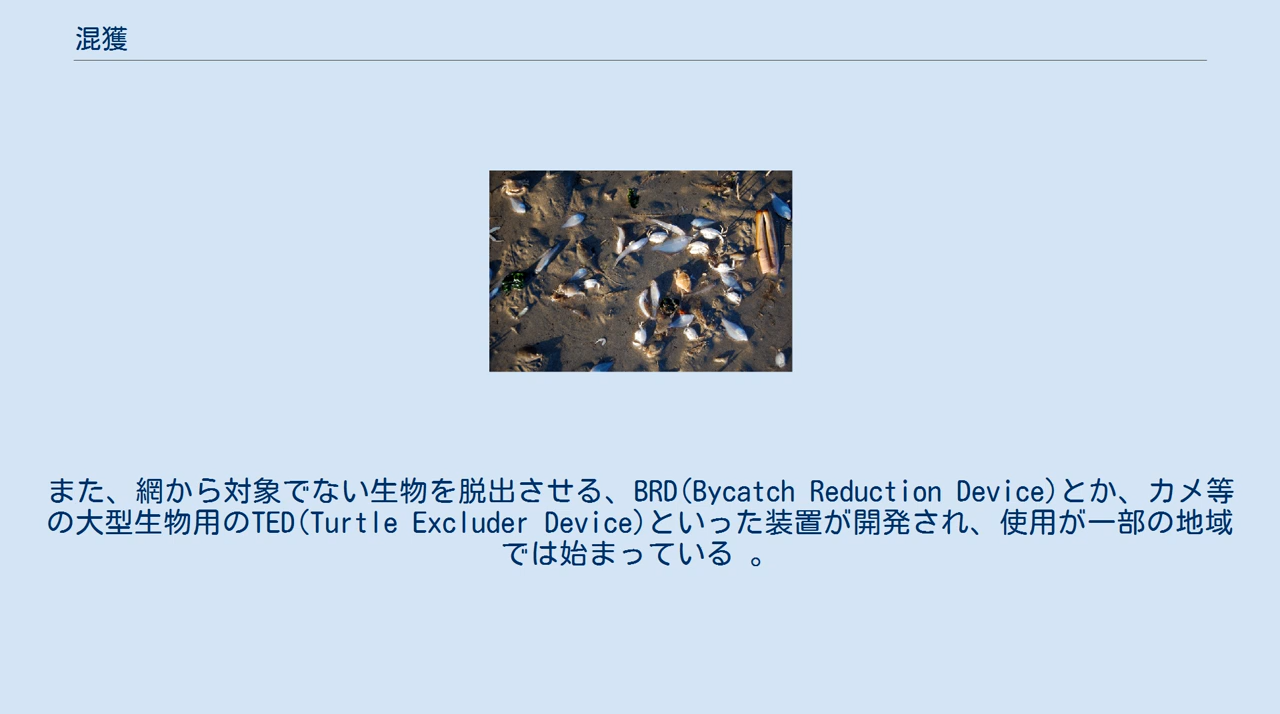 混獲
また、網から対象でない生物を脱出させる、BRD(Bycatch Reduction Device)とか、カメ等
の大型生物用のTED(Turtle Excluder Device)といった装置が開発され、使用が一部の地域
では始まっている 。